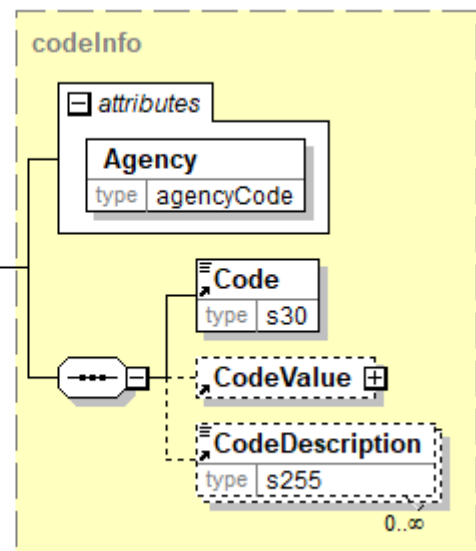 codeInfo
attributes
Agency
type agencyCode
Code
type s30
CodeValue
CodeDescription
type s255
0..∞